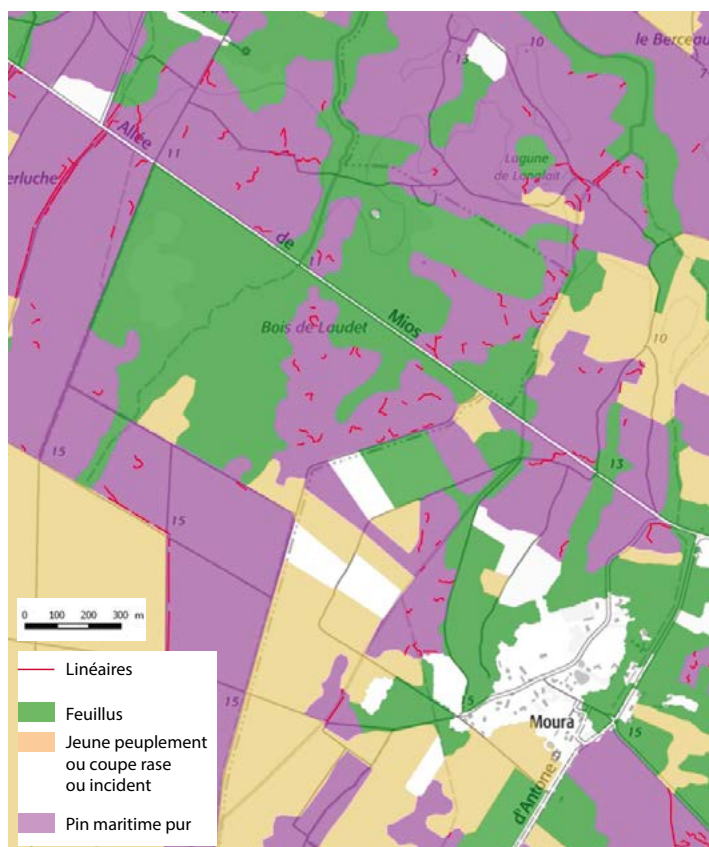 le Berceau
13
10
7
Allée
11
erluche
Lagune
de Langlait
de
11
Bois de Laudet
Mios
10
15
13
15
0 100 200 300 m
Linéaires
Feuillus
Jeune peuplement
ou coupe rase
ou incident
Pin maritime pur
15
15
Moura
15
d'Antone